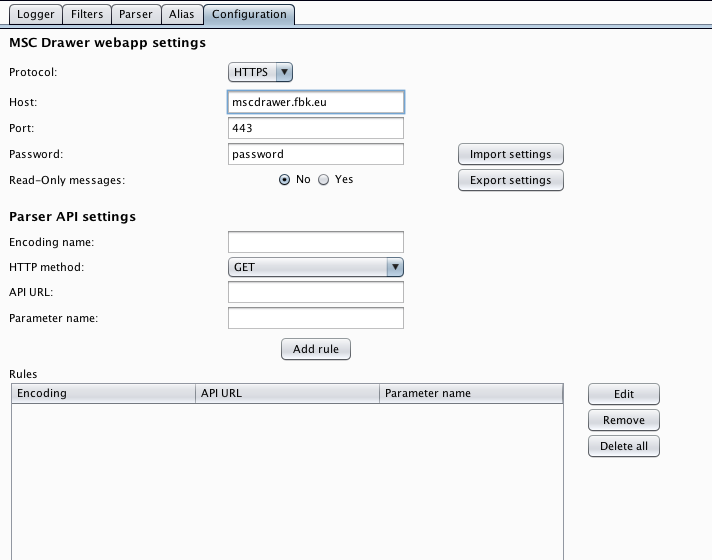 Logger Filters Parser Alias Configuration
MSC Drawer webapp settings
Protocol: HTTPS
Host: mscdrawer.fbk.eu
Port: 443
Password: password Import settings
Read-Only messages: No Yes Export settings
Parser API settings
Encoding name:
HTTP method: GET
API URL:
Parameter name:
Add rule
Rules
Encoding API URL Parameter name Edit
Remove
Delete all